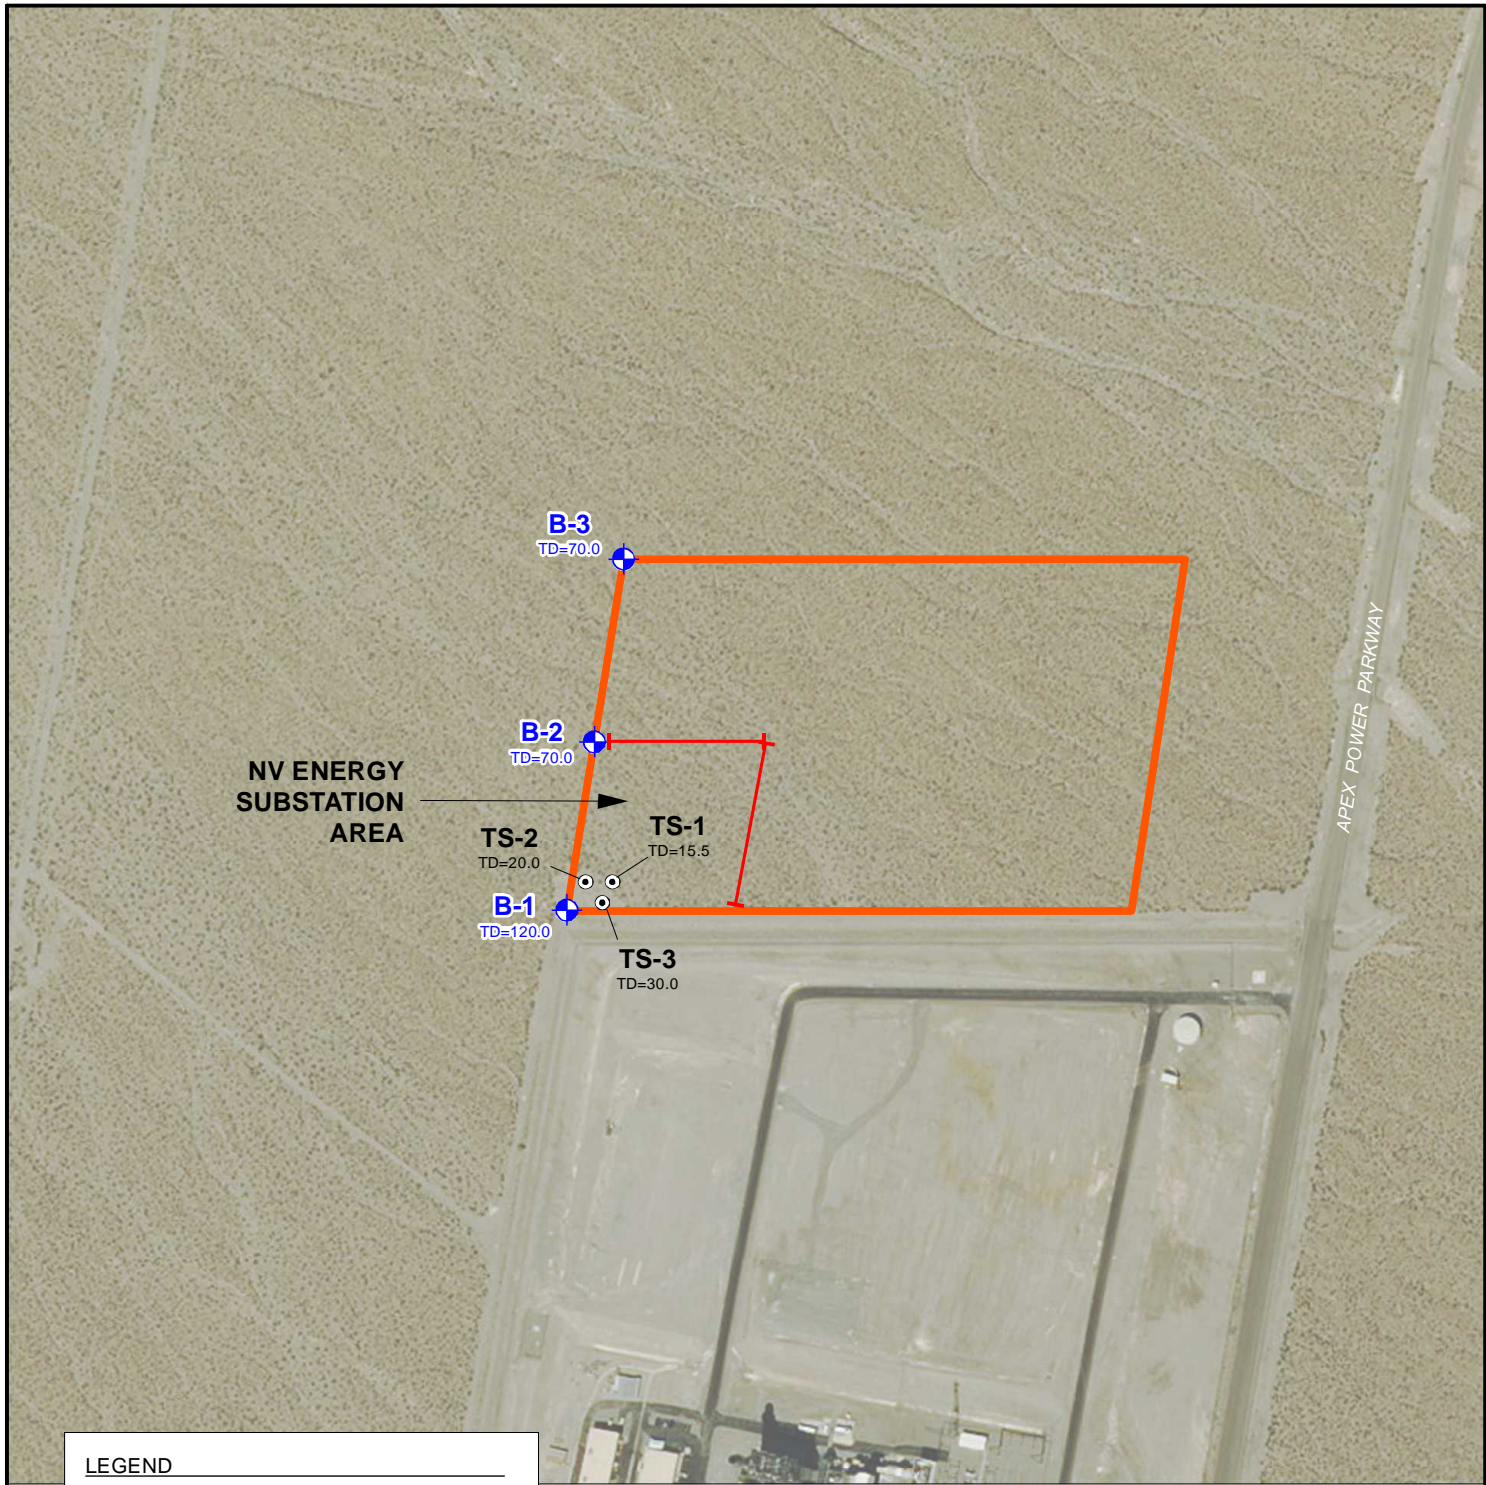 B-3
TD=70.0
B-2
TD=70.0
NV ENERGY
SUBSTATION
AREA
TS-2
TD=20.0
TS-1
TD=15.5
B-1
TD=120.0
TS-3
TD=30.0
APEX POWER PARKWAY
LEGEND